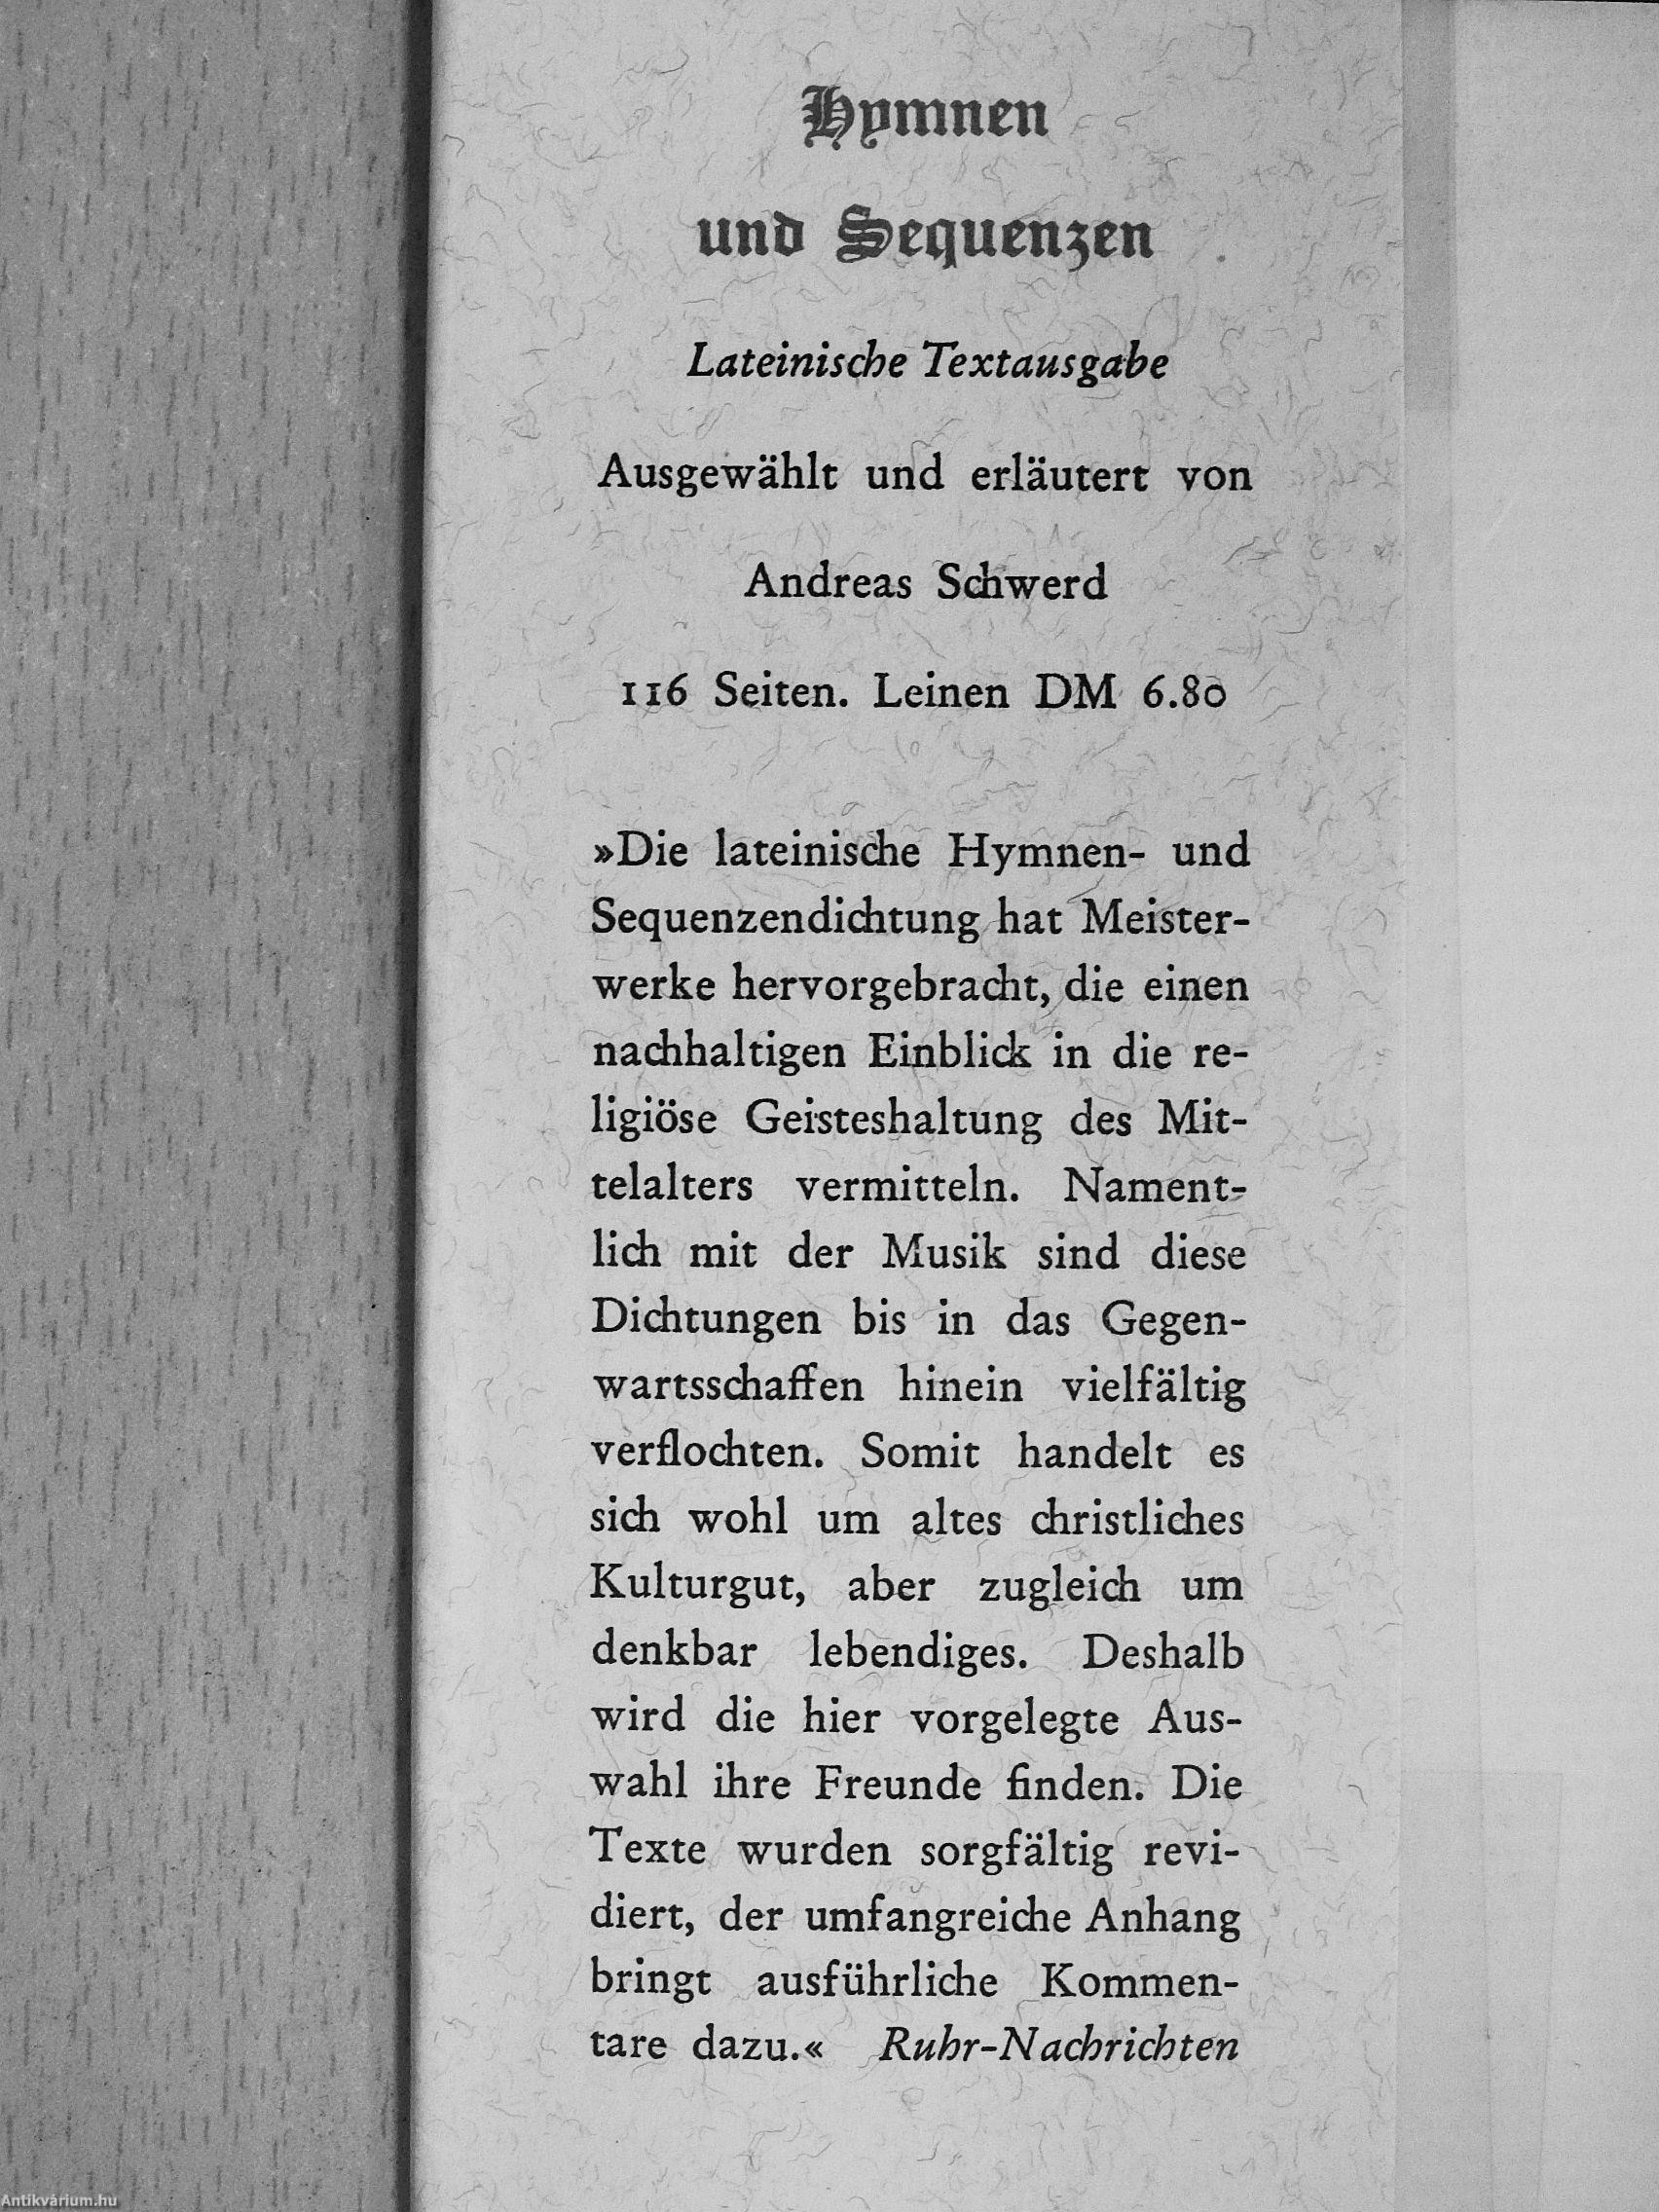 Hymnen
und Sequenzen
Lateinische Textausgabe
Ausgewählt und erläutert von
Andreas Schwerd
116 Seiten. Leinen DM 6.80
»Die lateinische Hymnen- und
Sequenzendichtung hat Meister-
werke hervorgebracht, die einen
nachhaltigen Einblick in die re-
ligiöse Geisteshaltung des Mit-
telalters vermitteln. Nament-
lich mit der Musik sind diese
Dichtungen bis in das Gegen-
wartsschaffen hinein vielfältig
verflochten. Somit handelt es
sich wohl um altes christliches
Kulturgut, aber zugleich um
denkbar lebendiges. Deshalb
wird die hier vorgelegte Aus-
wahl ihre Freunde finden. Die
Texte wurden sorgfältig revi-
diert, der umfangreiche Anhang
bringt ausführliche Kommen-
tare dazu.« Ruhr-Nachrichten
Antikvárium.hu